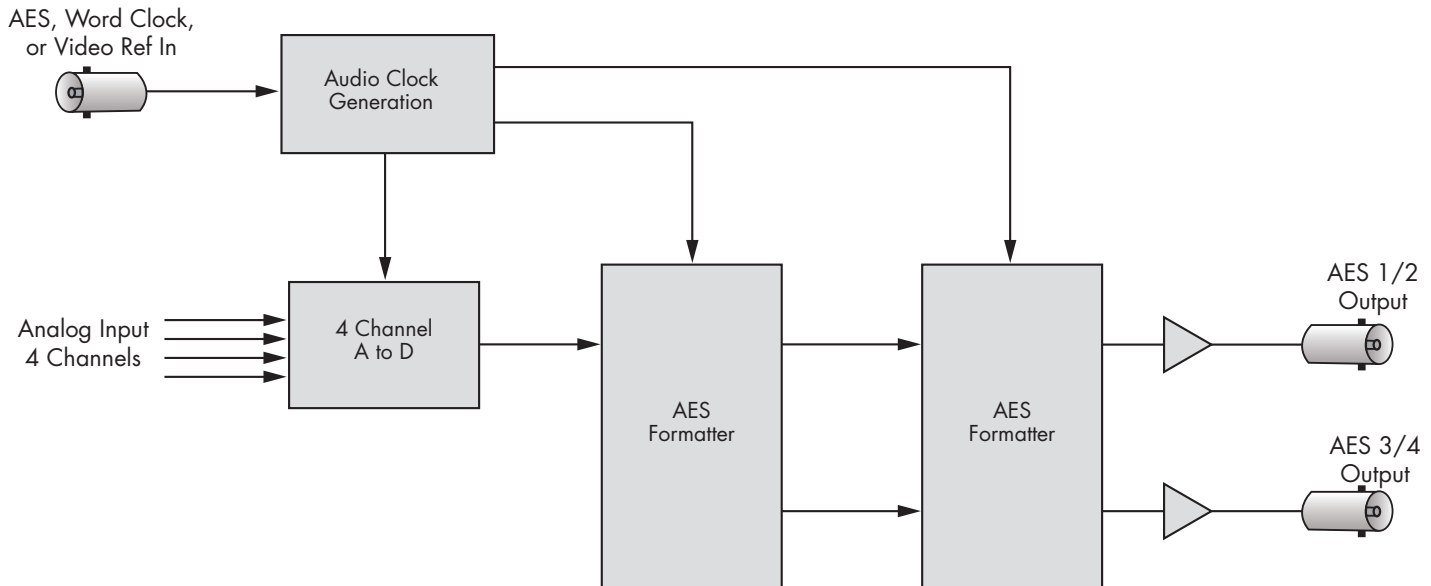 AES, Word Clock,
or Video Ref In
Audio Clock
Generation
Analog Input
4 Channels
4 Channel
A to D
AES
Formatter
AES
Formatter
AES 1/2
Output
AES 3/4
Output